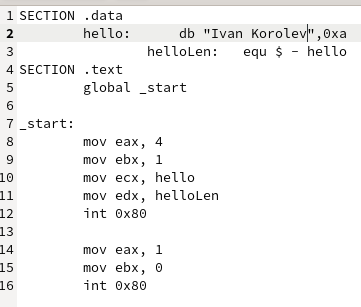 1 SECTION .data
2         hello:      db "Ivan Korolev",0xa
3                 helloLen:   equ $ - hello
4 SECTION .text
5         global _start
6
7 _start:
8         mov eax, 4
9         mov ebx, 1
10         mov ecx, hello
11         mov edx, helloLen
12         int 0x80
13
14         mov eax, 1
15         mov ebx, 0
16         int 0x80